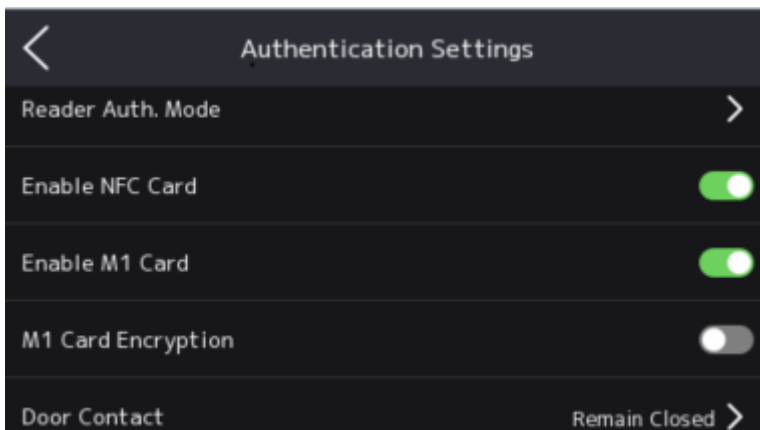 Authentication Settings
Reader Auth. Mode
Enable NFC Card
Enable M1 Card
M1 Card Encryption
Door Contact Remain Closed